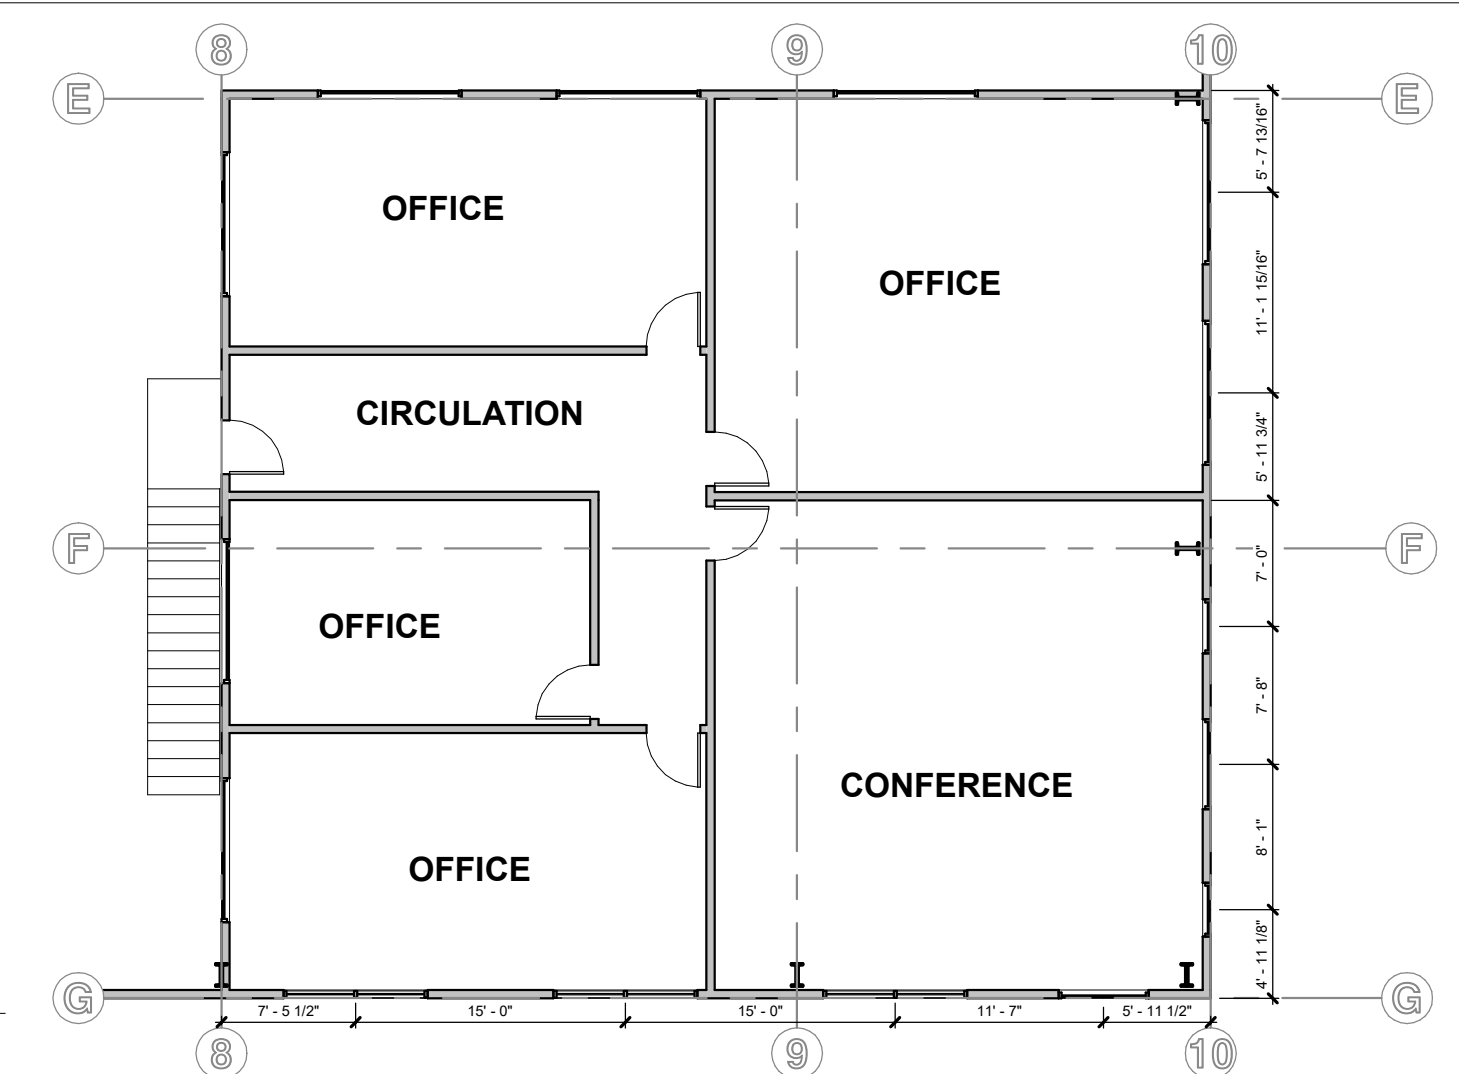 8
9
10
E
E
5' - 7 13/16"
OFFICE
OFFICE
11' - 1 15/16"
CIRCULATION
5' - 11 3/4"
F
F
7' - 0"
OFFICE
7' - 8"
CONFERENCE
8' - 1"
OFFICE
4' - 11 1/8"
G
G
7' - 5 1/2"
15' - 0"
15' - 0"
11' - 7"
5' - 11 1/2"
8
9
10